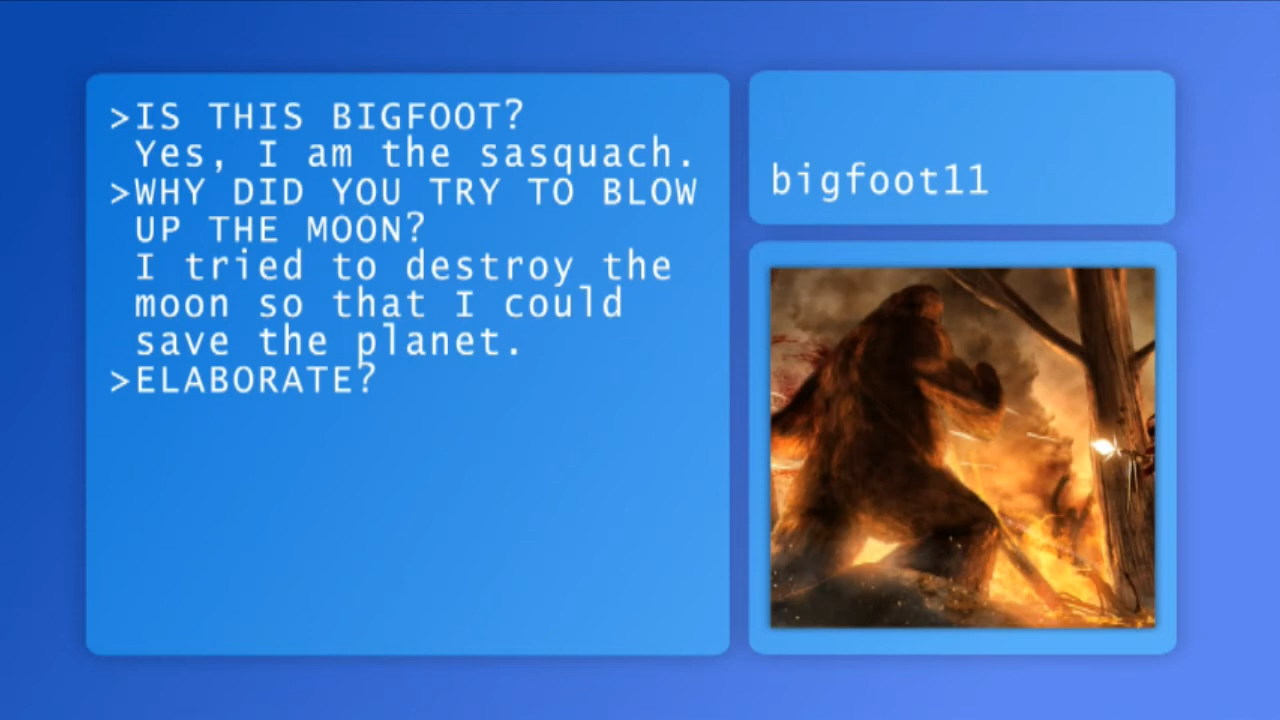 >IS THIS BIGFOOT?
Yes, I am the sasquach.
>WHY DID YOU TRY TO BLOW
UP THE MOON?
I tried to destroy the
moon so that I could
save the planet.
>ELABORATE?
bigfoot11